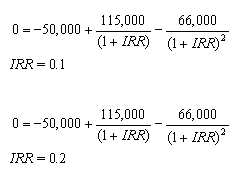 0 = −50,000 + 115,000/(1 + IRR) − 66,000/(1 + IRR)²
IRR = 0.1
0 = −50,000 + 115,000/(1 + IRR) − 66,000/(1 + IRR)²
IRR = 0.2